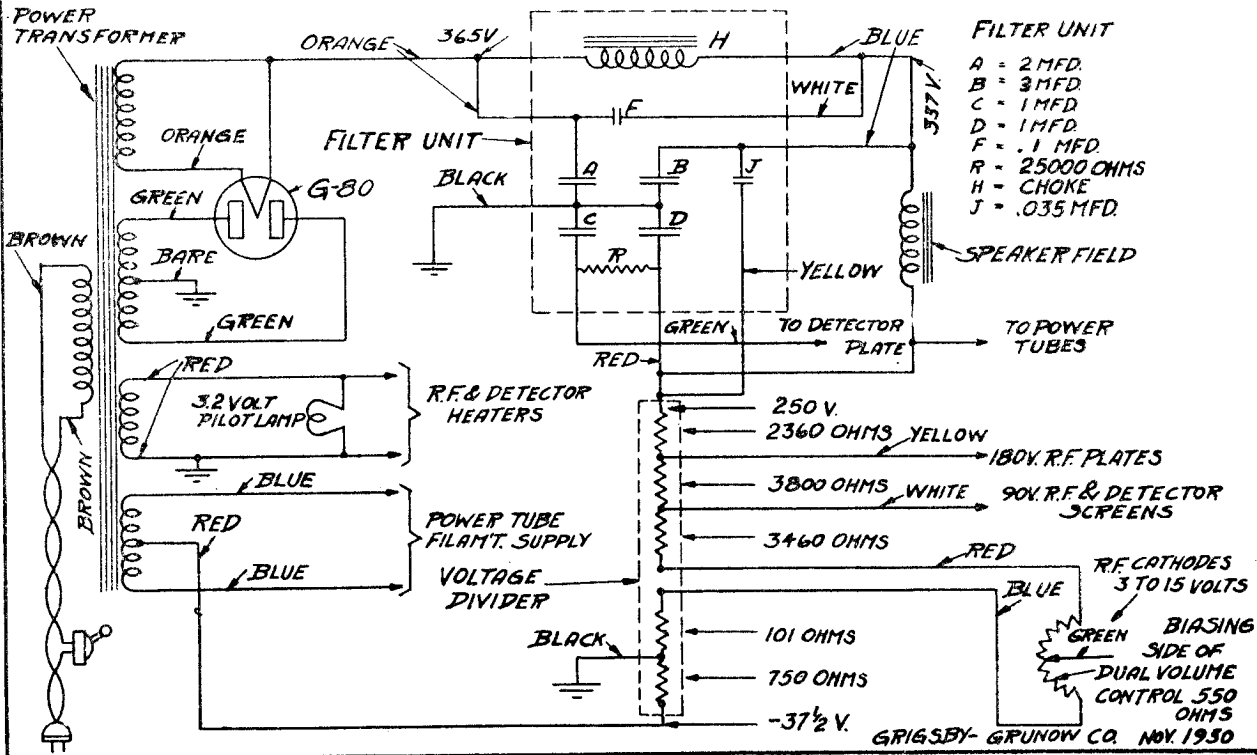 POWER
TRANSFORMER
ORANGE
365V
H
BLUE
FILTER UNIT
A = 2 MFD.
B = 3 MFD.
C = 1 MFD.
D = 1 MFD.
F = .1 MFD.
R = 25000 OHMS
H = CHOKE
J = .035 MFD.
337 V.
WHITE
F
ORANGE
FILTER UNIT
A
B
J
G-80
BLACK
GREEN
C
D
BROWN
BARE
R
YELLOW
SPEAKER FIELD
GREEN
GREEN
TO DETECTOR
PLATE
TO POWER
TUBES
RED
RED
3.2 VOLT
PILOT LAMP
R.F. & DETECTOR
HEATERS
250 V.
2360 OHMS
YELLOW
180V. R.F. PLATES
3800 OHMS
WHITE
90V. R.F. & DETECTOR
SCREENS
3460 OHMS
BROWN
BLUE
RED
POWER TUBE
FILAMT. SUPPLY
BLUE
VOLTAGE
DIVIDER
RED
BLUE
R.F. CATHODES
3 TO 15 VOLTS
BLACK
101 OHMS
750 OHMS
-37½ V.
GREEN
BIASING
SIDE OF
DUAL VOLUME
CONTROL 550
OHMS
GRIGSBY-GRUNOW CO. NOV. 1930